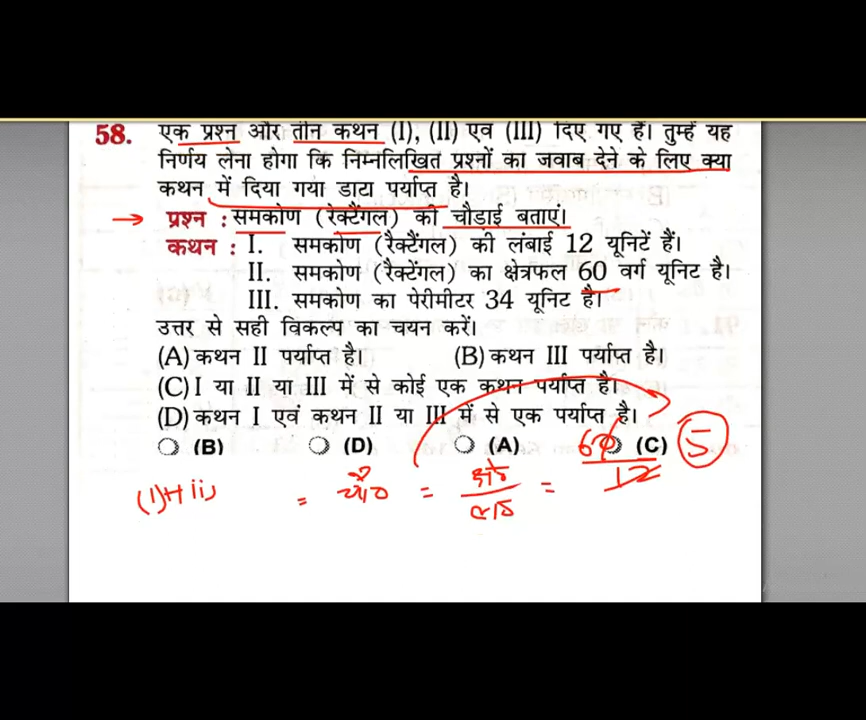 58. एक प्रश्न और तीन कथन (I), (II) एवं (III) दिए गए हैं। तुम्हें यह
निर्णय लेना होगा कि निम्नलिखित प्रश्नों का जवाब देने के लिए क्या
कथन में दिया गया डाटा पर्याप्त है।
प्रश्न : समकोण (रेक्टैंगल) की चौड़ाई बताएं।
कथन : I. समकोण (रैक्टैंगल) की लंबाई 12 यूनिटें हैं।
II. समकोण (रैक्टेंगल) का क्षेत्रफल 60 वर्ग यूनिट है।
III. समकोण का पेरीमीटर 34 यूनिट है।
उत्तर से सही विकल्प का चयन करें।
(A) कथन II पर्याप्त है। (B) कथन III पर्याप्त है।
(C) I या II या III में से कोई एक कथन पर्याप्त है।
(D) कथन I एवं कथन II या III में से एक पर्याप्त है।
(B) (D) (A) (C)
= = = 60/12 5